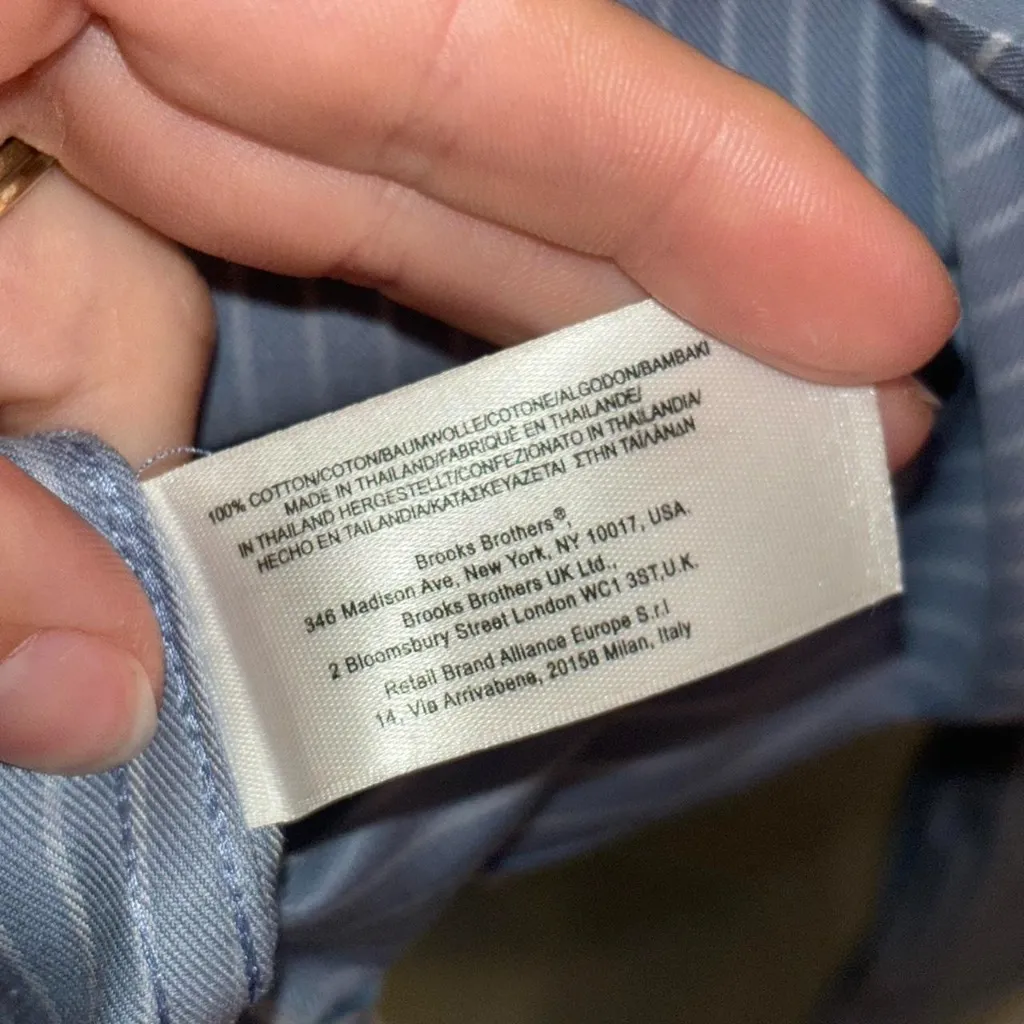 100% COTTON/COTON/BAUMWOLLE/COTONE/ALGODON/BAMBAKI
MADE IN THAILAND/FABRIQUÉ EN THAILANDE/
IN THAILAND HERGESTELLT/CONFEZIONATO IN THAILANDIA/
HECHO EN TAILANDIA/ΚΑΤΑΣΚΕΥΑΖΕΤΑΙ ΣΤΗΝ ΤΑΪΛΑΝΔΗ
Brooks Brothers®,
346 Madison Ave, New York, NY 10017, USA.
Brooks Brothers UK Ltd.,
2 Bloomsbury Street London WC1 3ST,U.K.
Retail Brand Alliance Europe S.r.l
14, Via Arrivabene, 20158 Milan, Italy